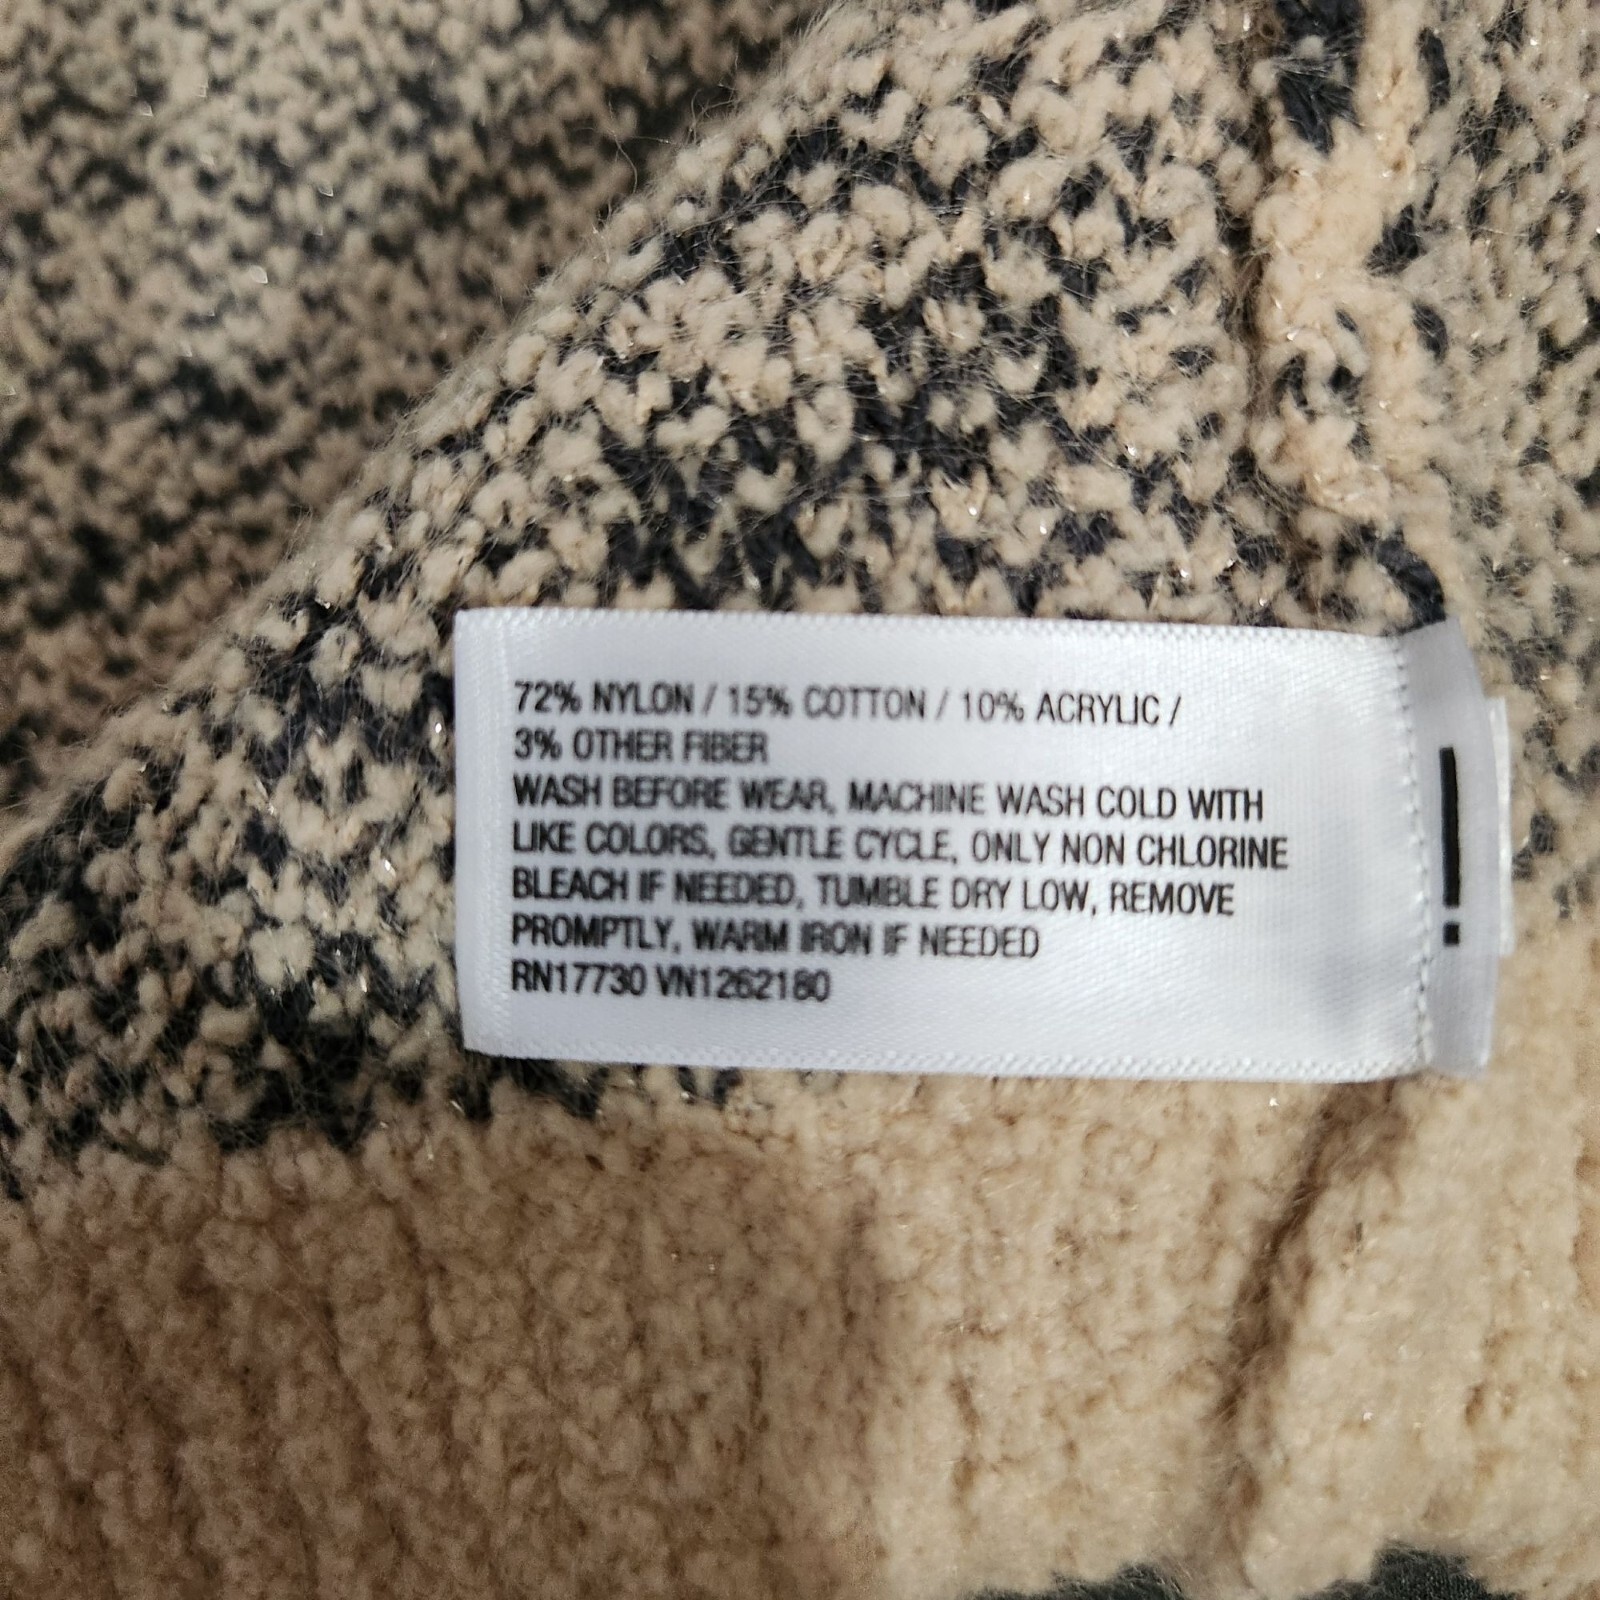 72% NYLON / 15% COTTON / 10% ACRYLIC /
3% OTHER FIBER
WASH BEFORE WEAR, MACHINE WASH COLD WITH
LIKE COLORS, GENTLE CYCLE, ONLY NON CHLORINE
BLEACH IF NEEDED, TUMBLE DRY LOW, REMOVE
PROMPTLY, WARM IRON IF NEEDED
RN17730 VN1262180